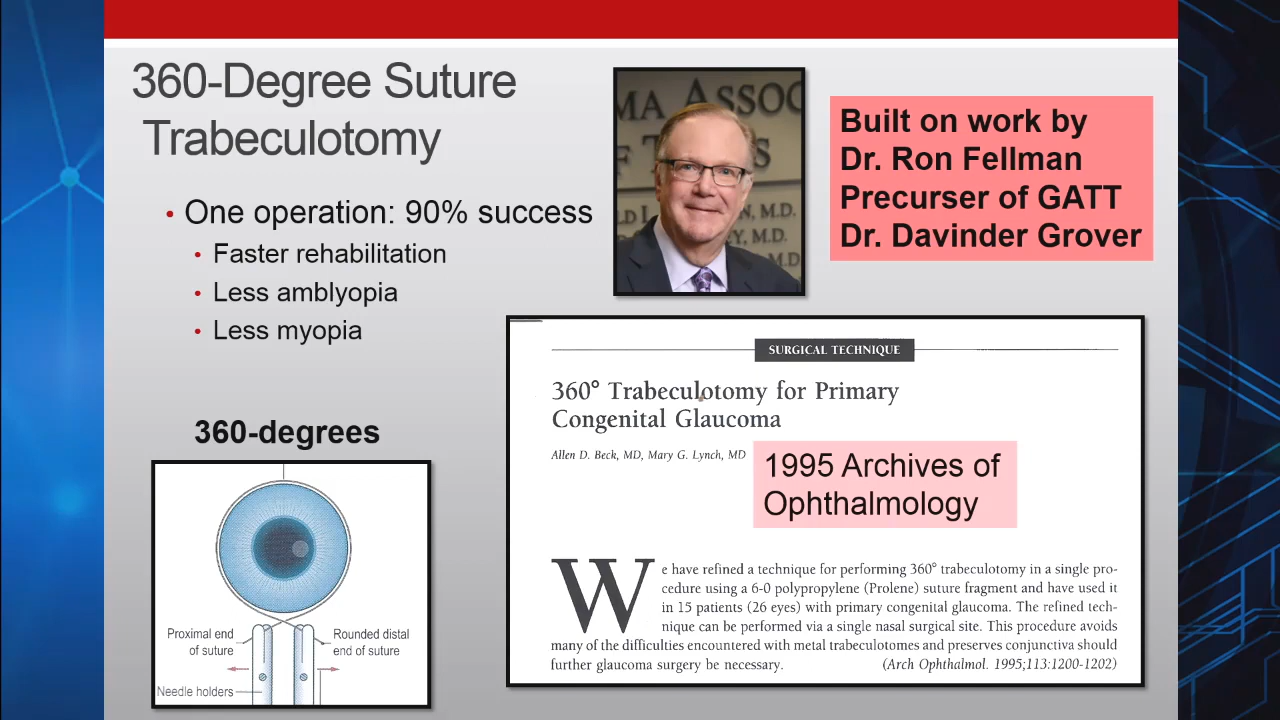 360-Degree Suture
Trabeculotomy
• One operation: 90% success
• Faster rehabilitation
• Less amblyopia
• Less myopia
MA ASSOC
M.D.
M.D.
Built on work by
Dr. Ron Fellman
Precurser of GATT
Dr. Davinder Grover
360-degrees
Proximal end
of suture
Rounded distal
end of suture
Needle holders
SURGICAL TECHNIQUE
360° Trabeculotomy for Primary
Congenital Glaucoma
Allen D. Beck, MD, Mary G. Lynch, MD
1995 Archives of
Ophthalmology
We have refined a technique for performing 360° trabeculotomy in a single pro-
cedure using a 6-0 polypropylene (Prolene) suture fragment and have used it
in 15 patients (26 eyes) with primary congenital glaucoma. The refined tech-
nique can be performed via a single nasal surgical site. This procedure avoids
many of the difficulties encountered with metal trabeculotomes and preserves conjunctiva should
further glaucoma surgery be necessary. (Arch Ophthalmol. 1995;113:1200-1202)